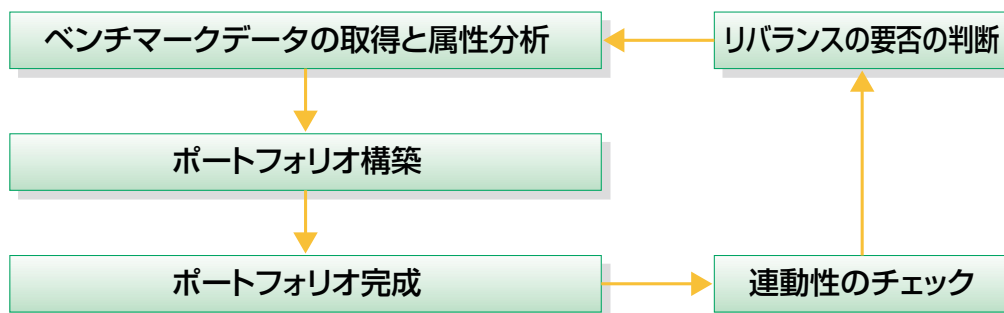 ベンチマークデータの取得と属性分析
リバランスの要否の判断
ポートフォリオ構築
ポートフォリオ完成
連動性のチェック